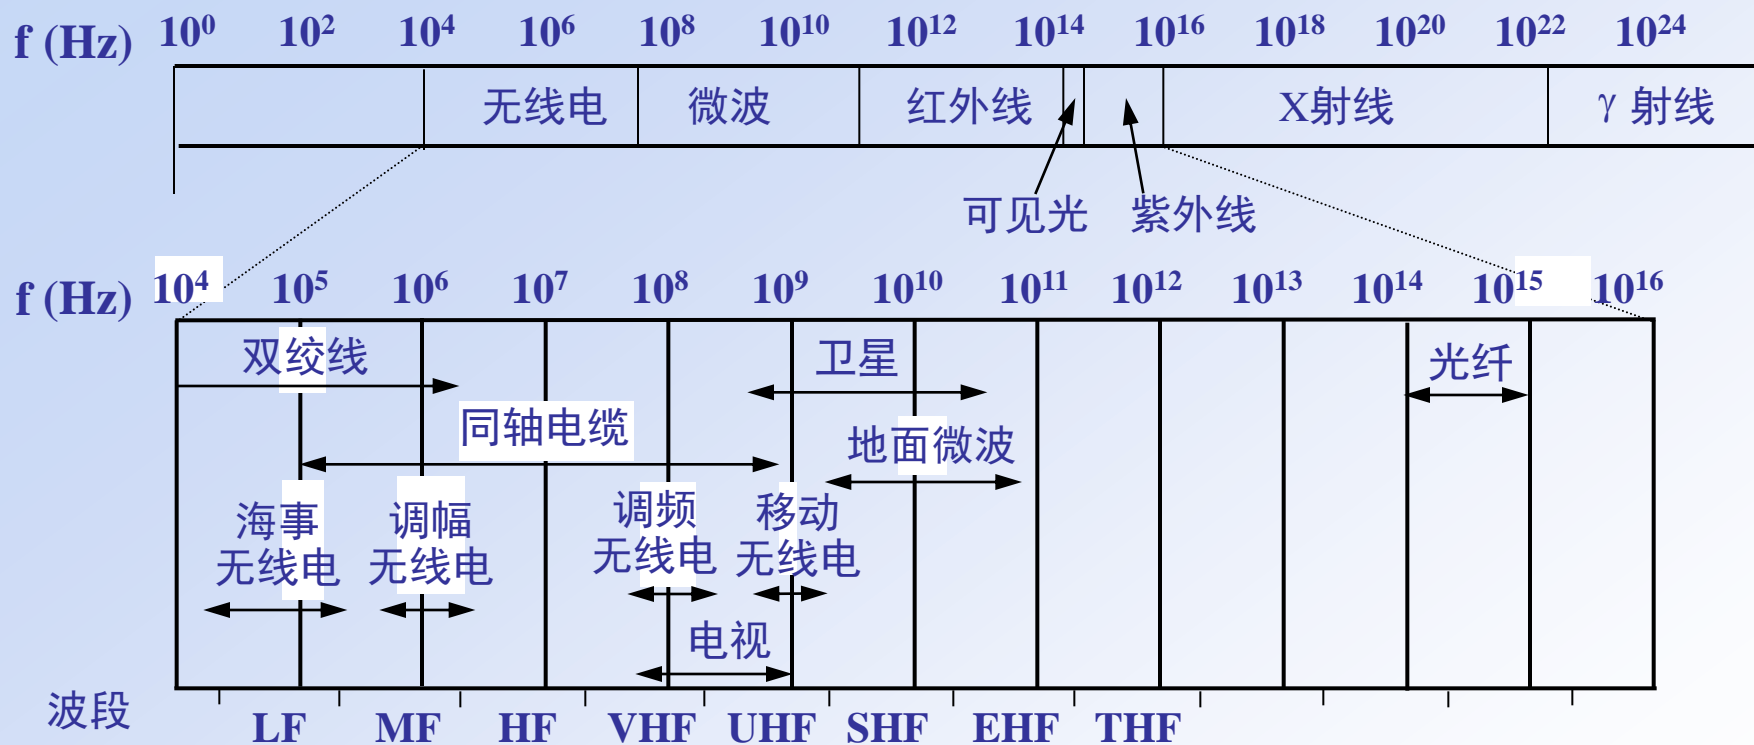 f (Hz) 10⁰ 10² 10⁴ 10⁶ 10⁸ 10¹⁰ 10¹² 10¹⁴ 10¹⁶ 10¹⁸ 10²⁰ 10²² 10²⁴
无线电 微波 红外线 X射线 γ 射线
可见光 紫外线
f (Hz) 10⁴ 10⁵ 10⁶ 10⁷ 10⁸ 10⁹ 10¹⁰ 10¹¹ 10¹² 10¹³ 10¹⁴ 10¹⁵ 10¹⁶
双绞线 卫星 光纤
同轴电缆 地面微波
海事
无线电
调幅
无线电
调频
无线电
移动
无线电
电视
波段 LF MF HF VHF UHF SHF EHF THF